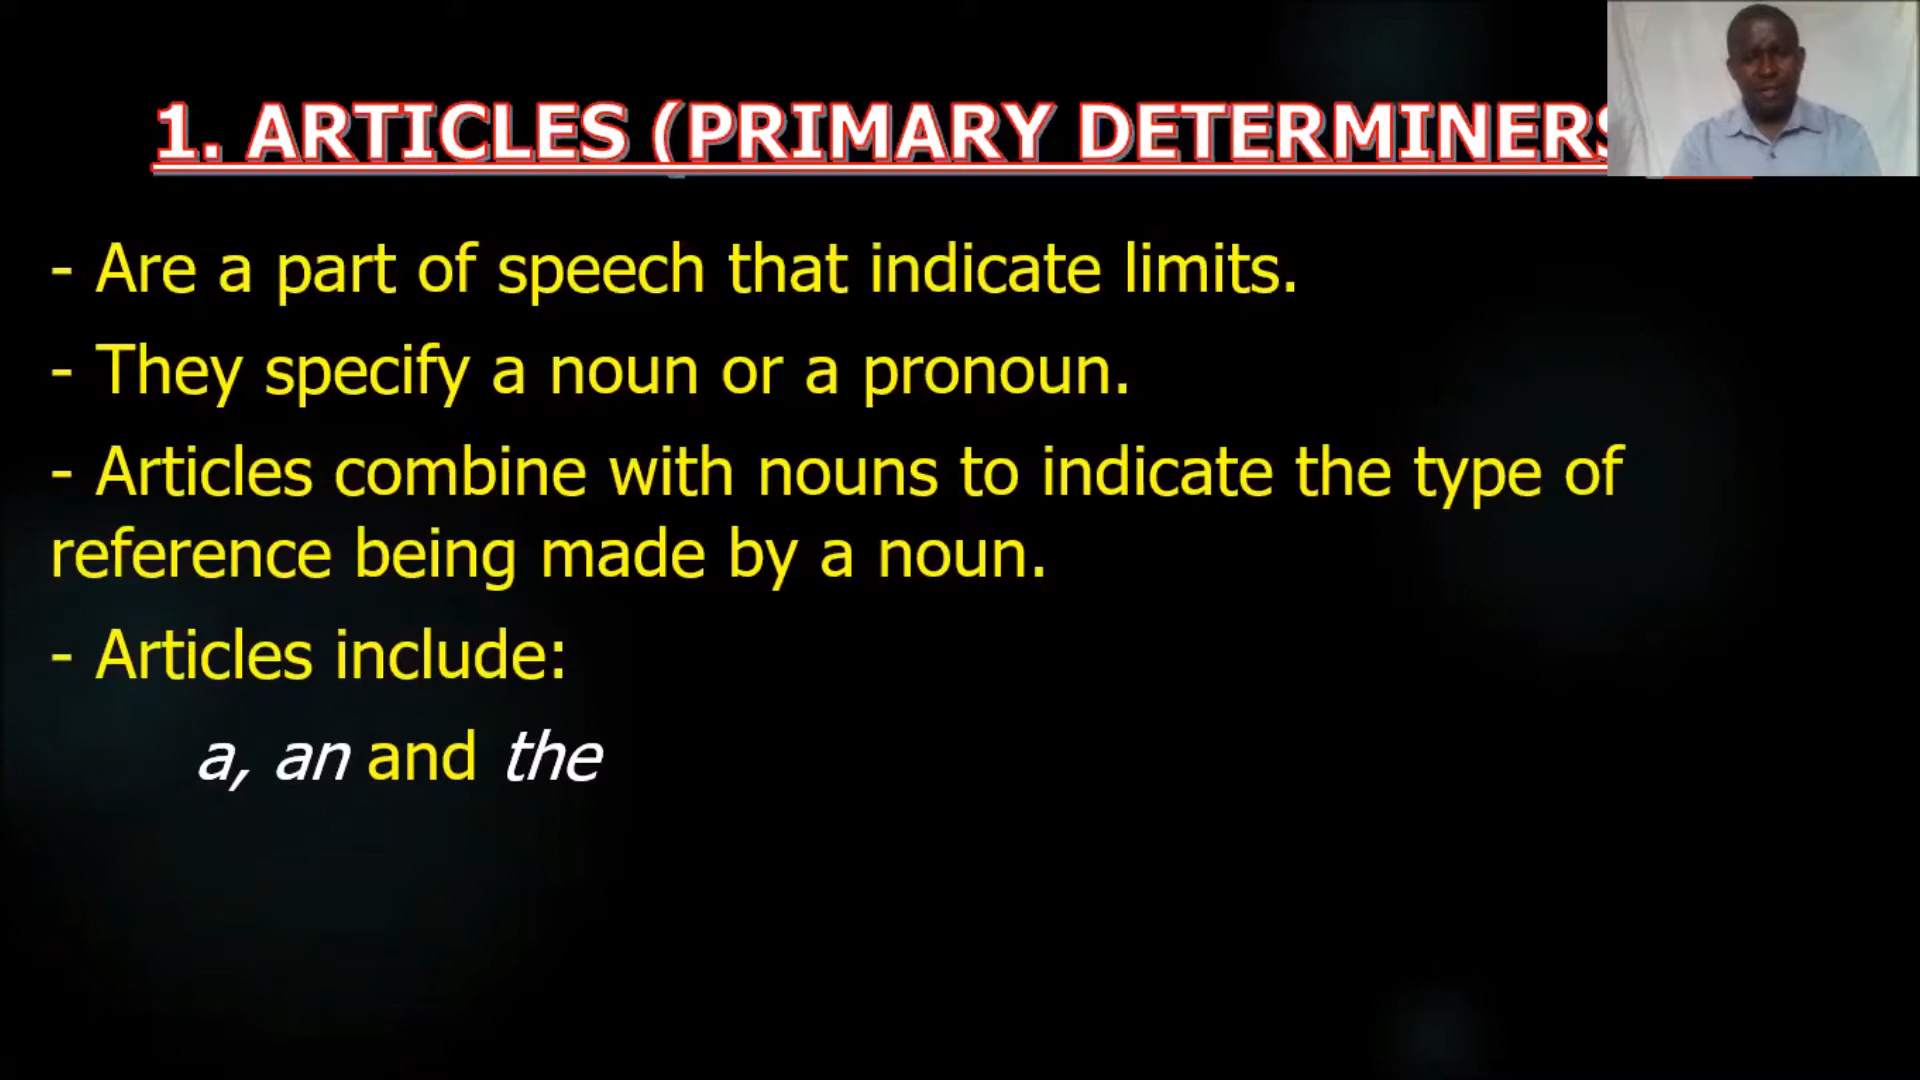 1. ARTICLES (PRIMARY DETERMINERS
- Are a part of speech that indicate limits.
- They specify a noun or a pronoun.
- Articles combine with nouns to indicate the type of
reference being made by a noun.
- Articles include:
a, an and the